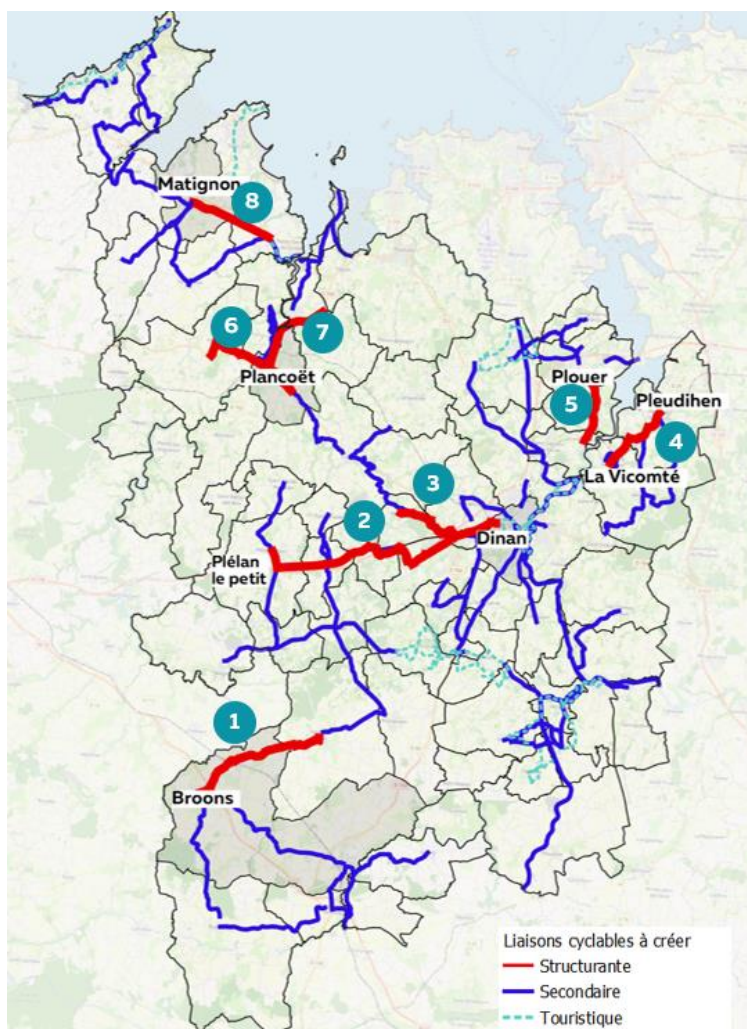 Matignon
8
6
7
Plancoët
Plouer
5
Pleudihen
4
La Vicomté
3
2
Dinan
Plélan
le petit
1
Broons
Liaisons cyclables à créer
Structurante
Secondaire
Touristique